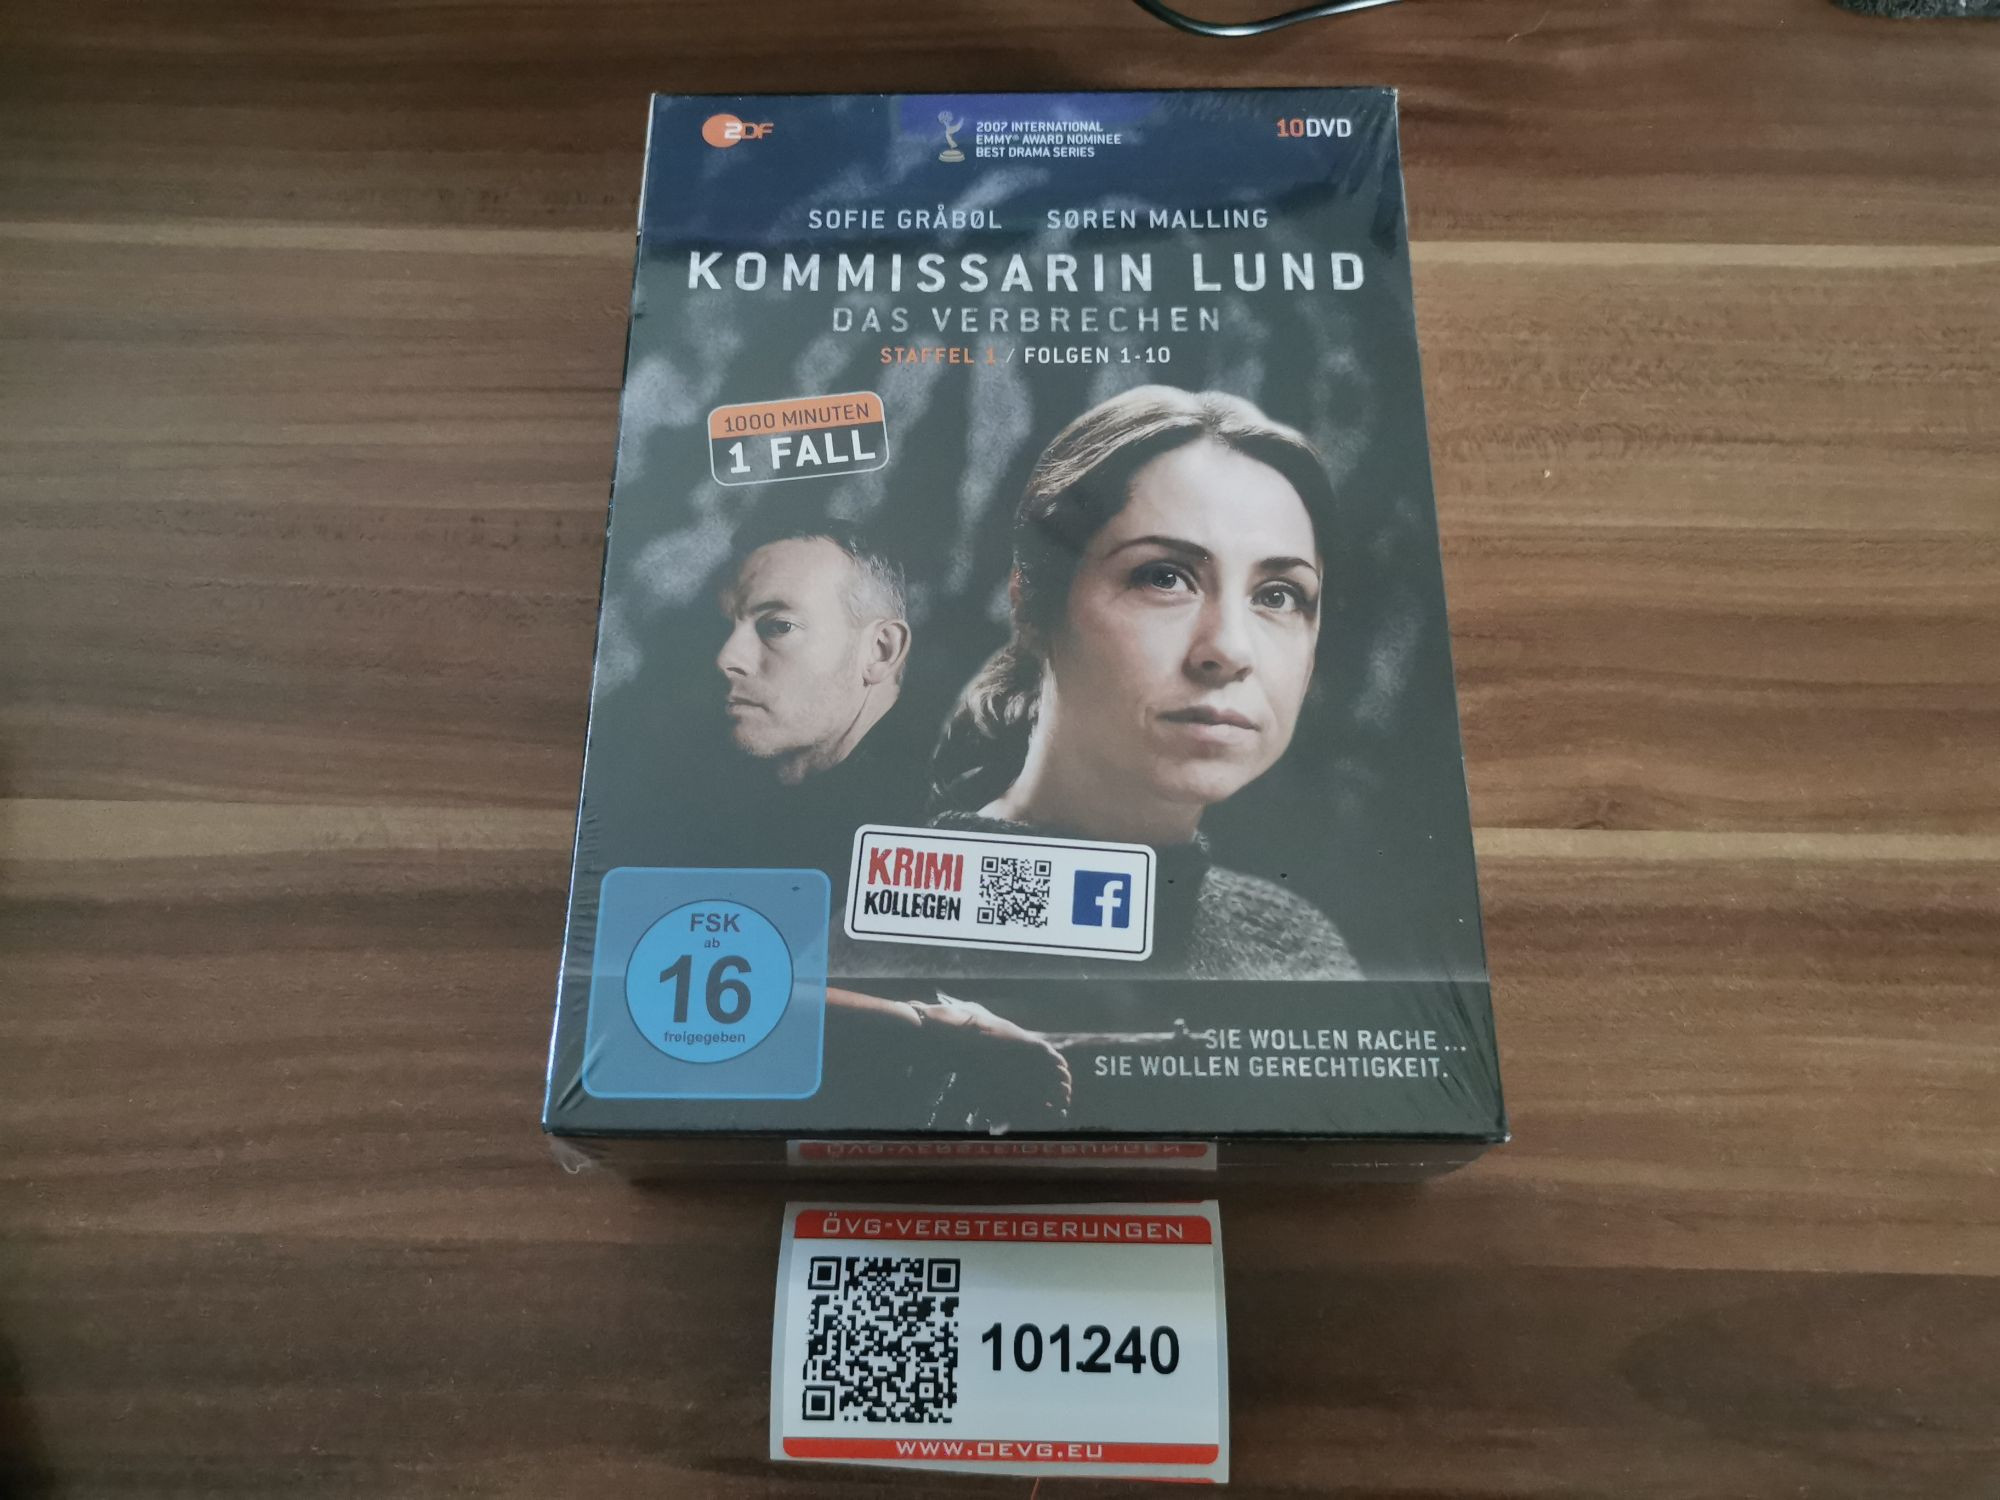 ZDF
2007 INTERNATIONAL
EMMY® AWARD NOMINEE
BEST DRAMA SERIES
10DVD
SOFIE GRÅBØL SØREN MALLING
KOMMISSARIN LUND
DAS VERBRECHEN
STAFFEL 1 / FOLGEN 1-10
1000 MINUTEN
1 FALL
KRIMI
KOLLEGEN
f
FSK
ab
16
freigegeben
SIE WOLLEN RACHE...
SIE WOLLEN GERECHTIGKEIT.
ÖVG-VERSTEIGERUNGEN
ÖVG-VERSTEIGERUNGEN
101240
WWW.OEVG.EU